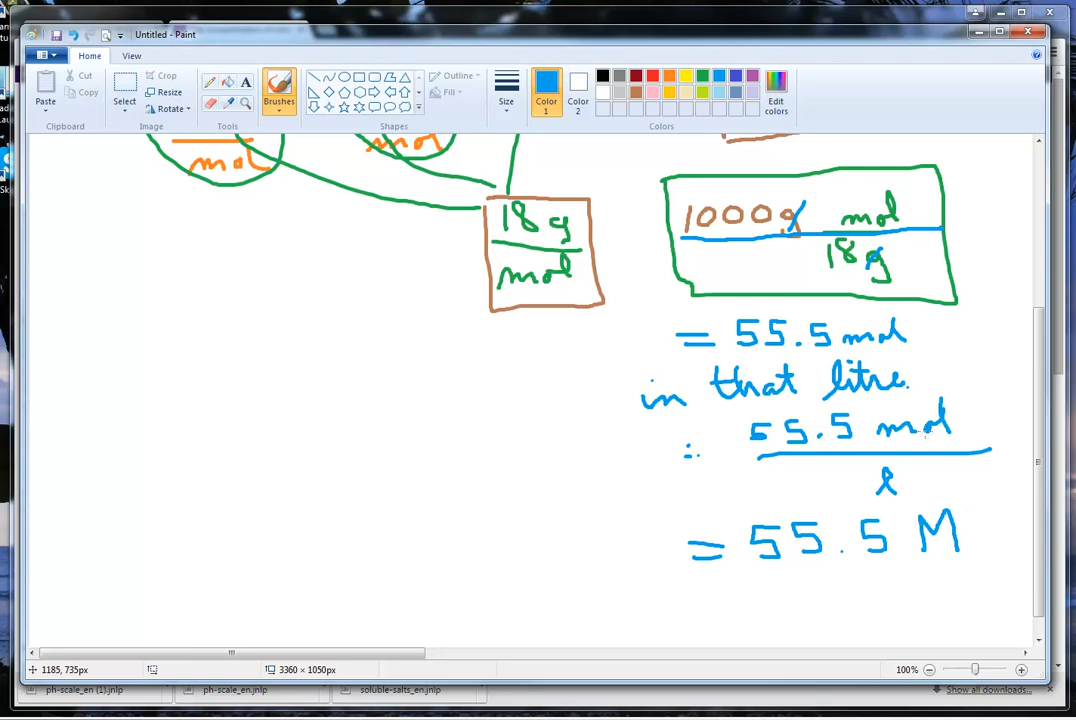 Untitled - Paint
Home View
Paste
Select
Cut
Copy
Crop
Resize
Rotate
A
Brushes
Outline
Fill
Size
Color 1
Color 2
Edit colors
Clipboard
Image
Tools
Shapes
Colors
mol
mol
18 g
mol
1000g mol
18g
= 55.5 mol
in that litre.
∴ 55.5 mol
l
= 55.5 M
1185, 735px
3360 × 1050px
100%
ph-scale_en (1).jnlp
ph-scale_en.jnlp
soluble-salts_en.jnlp
Show all downloads...